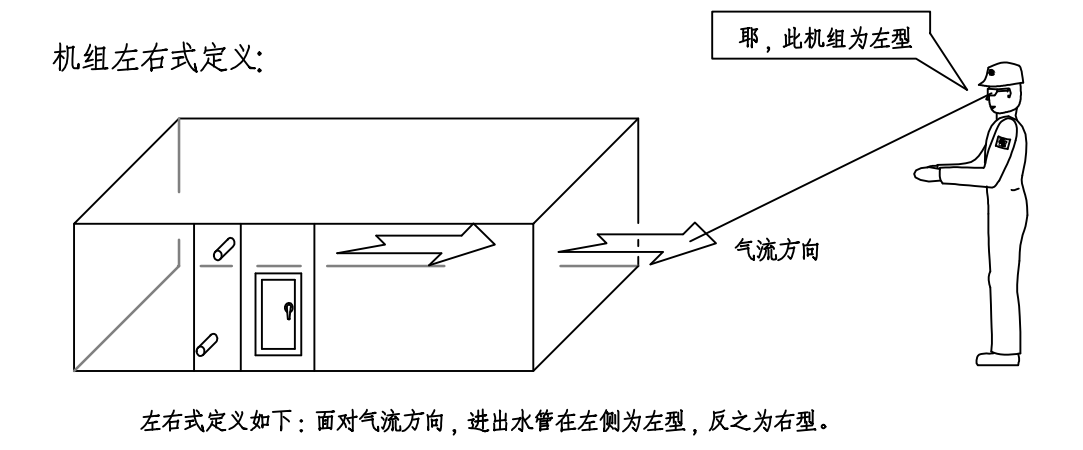 机组左右式定义:
耶，此机组为左型
气流方向
左右式定义如下：面对气流方向，进出水管在左侧为左型，反之为右型。